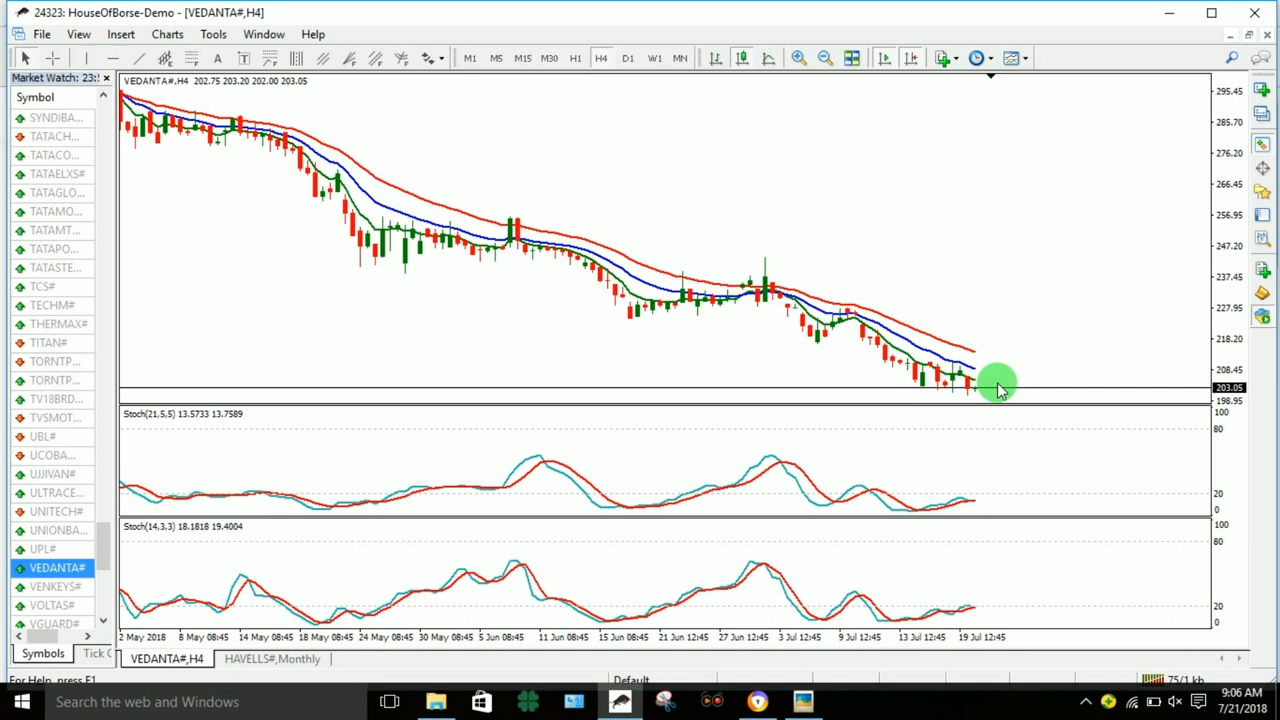 24323: HouseOfBorse-Demo - [VEDANTA#,H4]
File View Insert Charts Tools Window Help
A T M1 M5 M15 M30 H1 H4 D1 W1 MN
Market Watch: 23:5
Symbol
SYNDIBA...
TATACH...
TATACO...
TATAELXS#
TATAGLO...
TATAMO...
TATAMT...
TATAPO...
TATASTE...
TCS#
TECHM#
THERMAX#
TITAN#
TORNTP...
TORNTP...
TV18BRD...
TVSMOT...
UBL#
UCOBA...
UJJIVAN#
ULTRACE...
UNITECH#
UNIONBA...
UPL#
VEDANTA#
VENKEYS#
VOLTAS#
VGUARD#
Symbols Tick C
VEDANTA#,H4 202.75 203.20 202.00 203.05
295.45
285.70
276.20
266.45
256.95
247.20
237.45
227.95
218.20
208.45
203.05
198.95
Stoch(21,5,5) 13.5733 13.7589
100
80
20
0
Stoch(14,3,3) 18.1818 19.4004
100
80
20
0
2 May 2018 8 May 08:45 14 May 08:45 18 May 08:45 24 May 08:45 30 May 08:45 5 Jun 08:45 11 Jun 08:45 15 Jun 08:45 21 Jun 12:45 27 Jun 12:45 3 Jul 12:45 9 Jul 12:45 13 Jul 12:45 19 Jul 12:45
VEDANTA#,H4 HAVELLS#,Monthly
For Help, press F1 Default 75/1 kb
Search the web and Windows
9:06 AM
7/21/2018